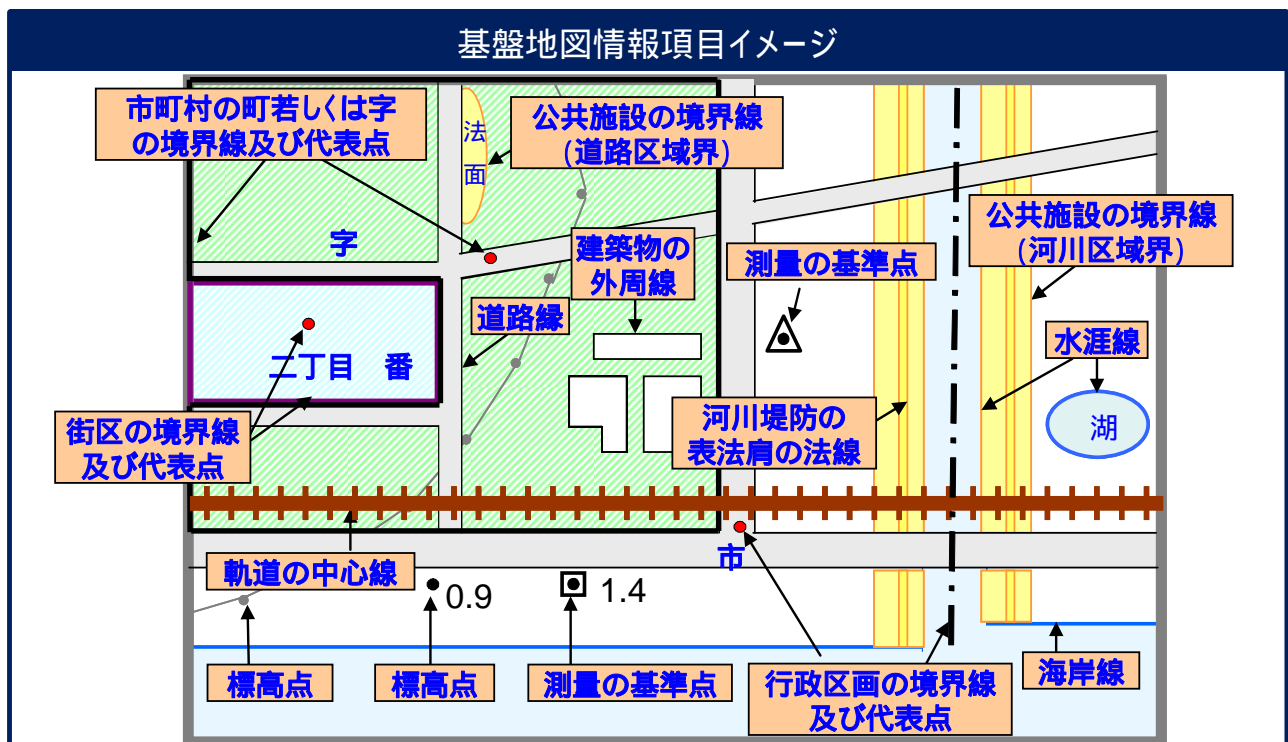 基盤地図情報項目イメージ
市町村の町若しくは字
の境界線及び代表点
法
面
公共施設の境界線
(道路区域界)
公共施設の境界線
(河川区域界)
字
建築物の
外周線
測量の基準点
道路縁
水涯線
二丁目 番
河川堤防の
表法肩の法線
湖
街区の境界線
及び代表点
市
軌道の中心線
0.9
1.4
標高点
標高点
測量の基準点
行政区画の境界線
及び代表点
海岸線